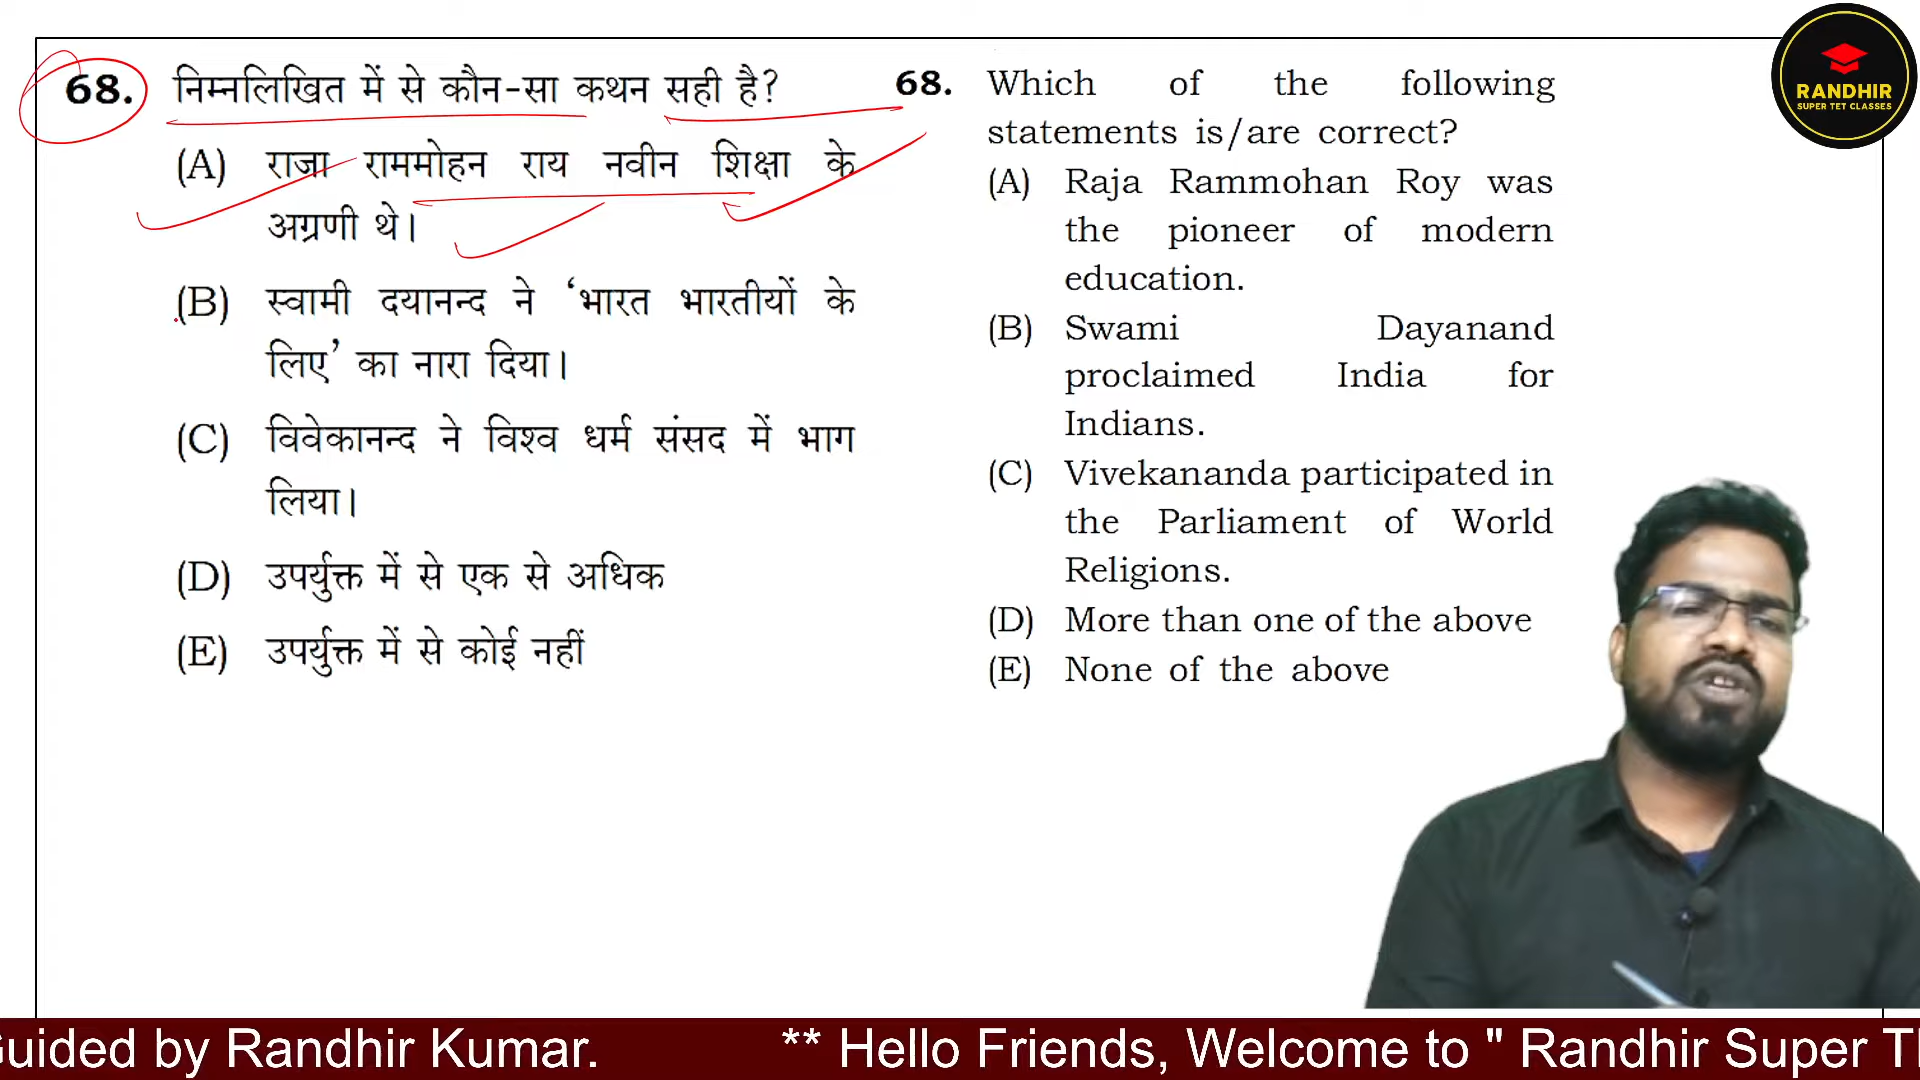 68. निम्नलिखित में से कौन-सा कथन सही है?
(A) राजा राममोहन राय नवीन शिक्षा के
अग्रणी थे।
(B) स्वामी दयानन्द ने ‘भारत भारतीयों के
लिए’ का नारा दिया।
(C) विवेकानन्द ने विश्व धर्म संसद में भाग
लिया।
(D) उपर्युक्त में से एक से अधिक
(E) उपर्युक्त में से कोई नहीं
68. Which of the following
statements is/are correct?
(A) Raja Rammohan Roy was
the pioneer of modern
education.
(B) Swami Dayanand
proclaimed India for
Indians.
(C) Vivekananda participated in
the Parliament of World
Religions.
(D) More than one of the above
(E) None of the above
RANDHIR
SUPER TET CLASSES
Guided by Randhir Kumar. ** Hello Friends, Welcome to " Randhir Super